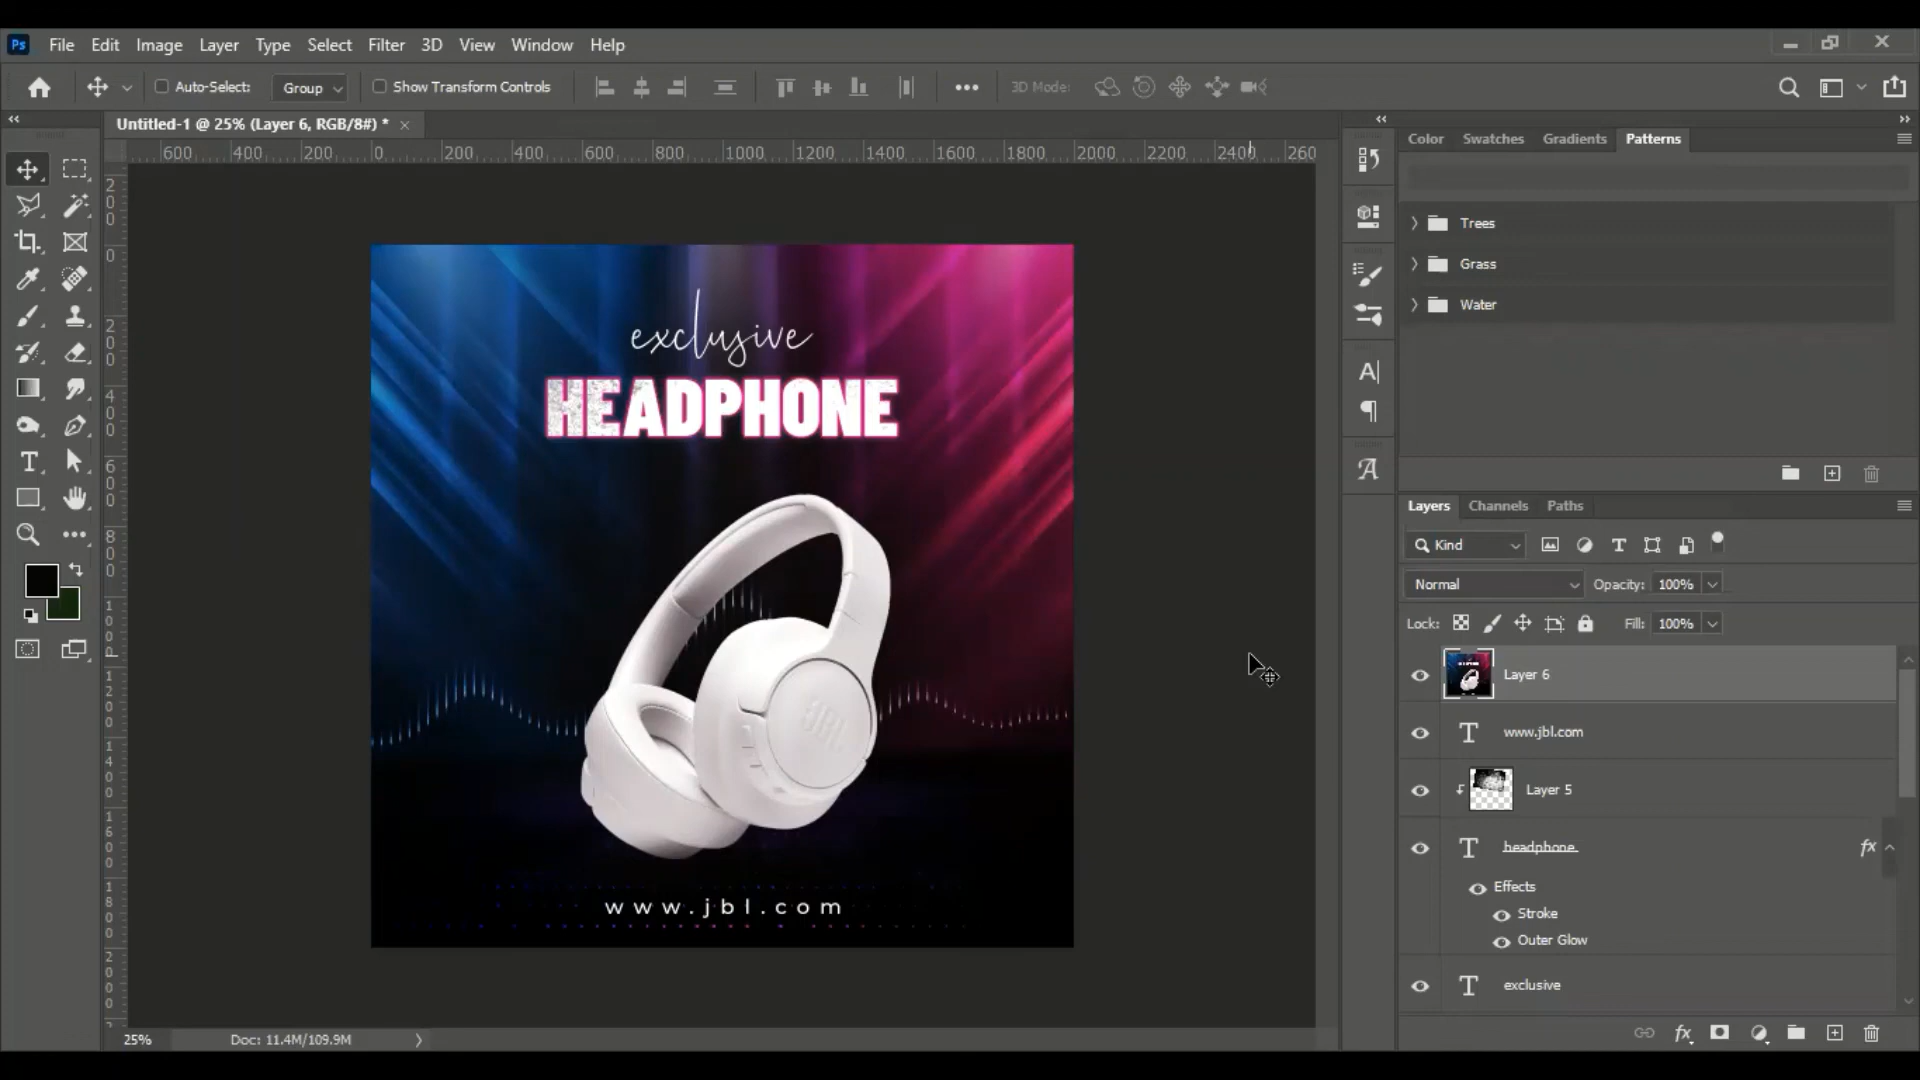 Ps File Edit Image Layer Type Select Filter 3D View Window Help
Auto-Select: Group Show Transform Controls 3D Mode:
Untitled-1 @ 25% (Layer 6, RGB/8#) *
600 400 200 0 200 400 600 800 1000 1200 1400 1600 1800 2000 2200 2400 260
Color Swatches Gradients Patterns
Trees
Grass
Water
exclusive
HEADPHONE
JBL
www.jbl.com
Layers Channels Paths
Kind
Normal Opacity: 100%
Lock: Fill: 100%
Layer 6
www.jbl.com
Layer 5
headphone fx
Effects
Stroke
Outer Glow
exclusive
25% Doc: 11.4M/109.9M